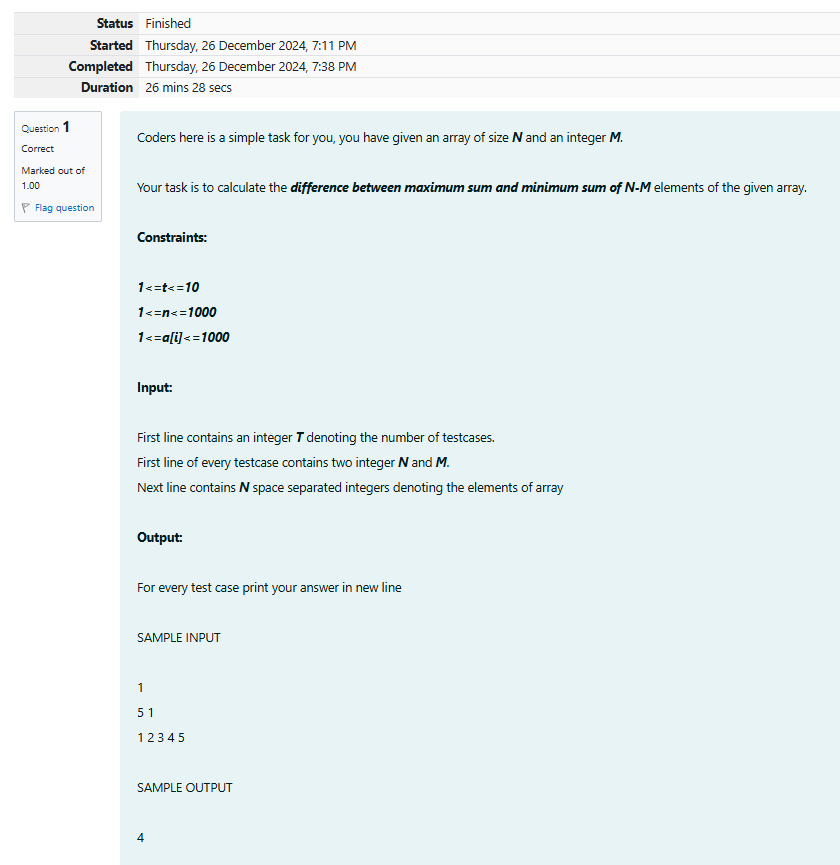 Status Finished
Started Thursday, 26 December 2024, 7:11 PM
Completed Thursday, 26 December 2024, 7:38 PM
Duration 26 mins 28 secs
Question 1
Correct
Marked out of
1.00
Flag question
Coders here is a simple task for you, you have given an array of size N and an integer M.
Your task is to calculate the difference between maximum sum and minimum sum of N-M elements of the given array.
Constraints:
1<=t<=10
1<=n<=1000
1<=a[i]<=1000
Input:
First line contains an integer T denoting the number of testcases.
First line of every testcase contains two integer N and M.
Next line contains N space separated integers denoting the elements of array
Output:
For every test case print your answer in new line
SAMPLE INPUT
1
5 1
1 2 3 4 5
SAMPLE OUTPUT
4